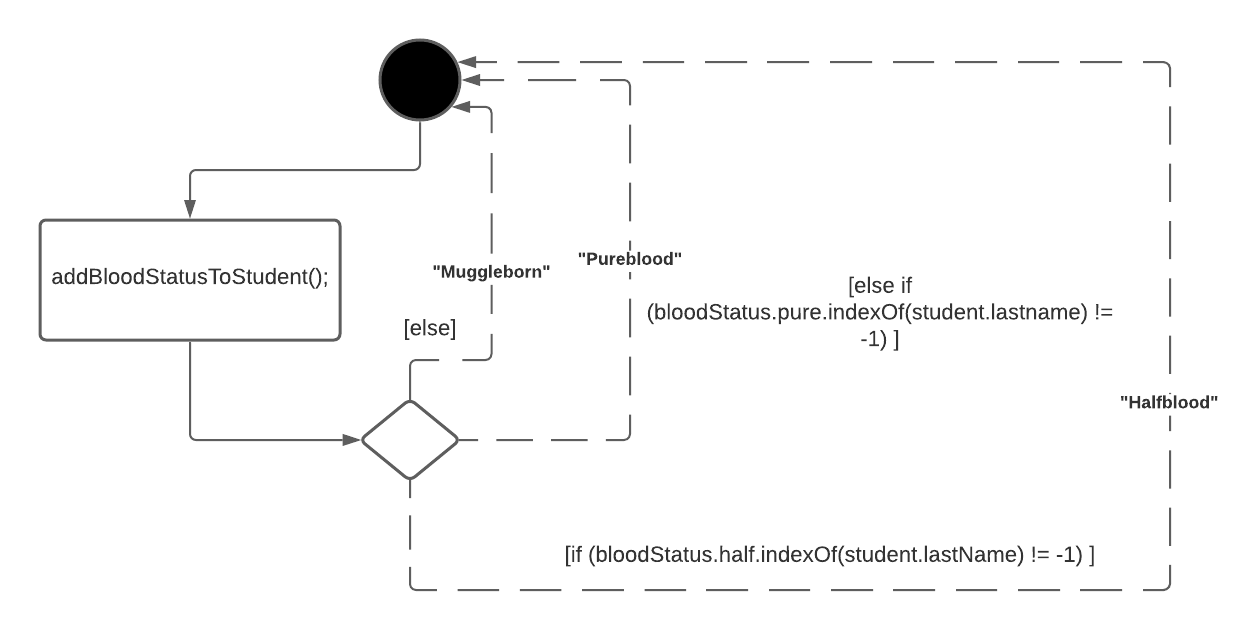 "Pureblood"
"Muggleborn"
addBloodStatusToStudent();
[else if
(bloodStatus.pure.indexOf(student.lastname) !=
-1) ]
[else]
"Halfblood"
[if (bloodStatus.half.indexOf(student.lastName) != -1) ]